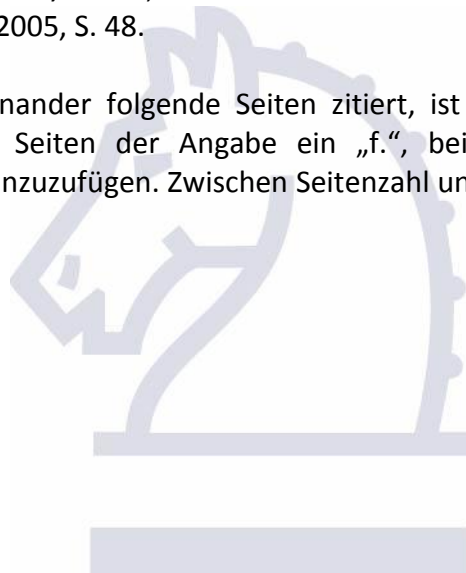 2005, S. 48.
nander folgende Seiten zitiert, ist
Seiten der Angabe ein „f.“, bei
nzuzufügen. Zwischen Seitenzahl un